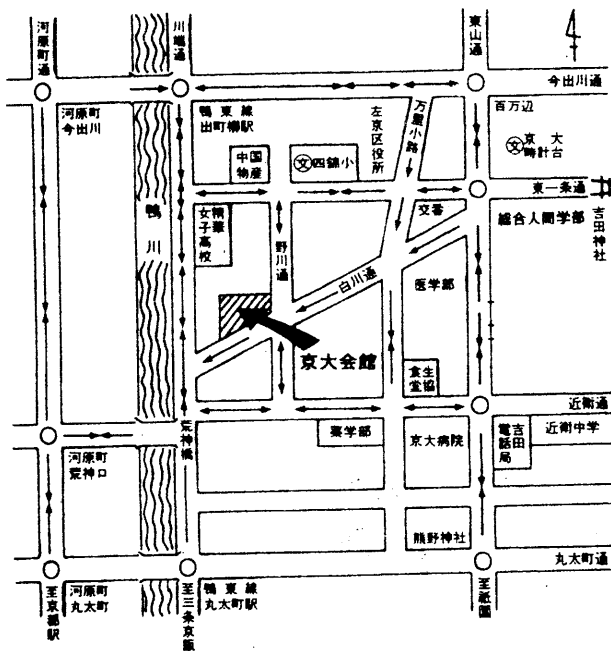 河原町通
川端通
東山通
今出川通
河原町
今出川
鴨東線
出町柳駅
左京区役所
万里小路
百万辺
文 京大
時計台
中国
物産
文 四錦小
東一条通
鴨川
女子高校
野川通
交番
総合人間学部
吉田神社
白川通
医学部
京大会館
食堂
生協
近衛通
荒神橋
薬学部
京大病院
吉田
電話局
近衛中学
河原町
荒神口
熊野神社
丸太町通
至京都駅
河原町
丸太町
至三条京阪
鴨東線
丸太町駅
至祇園